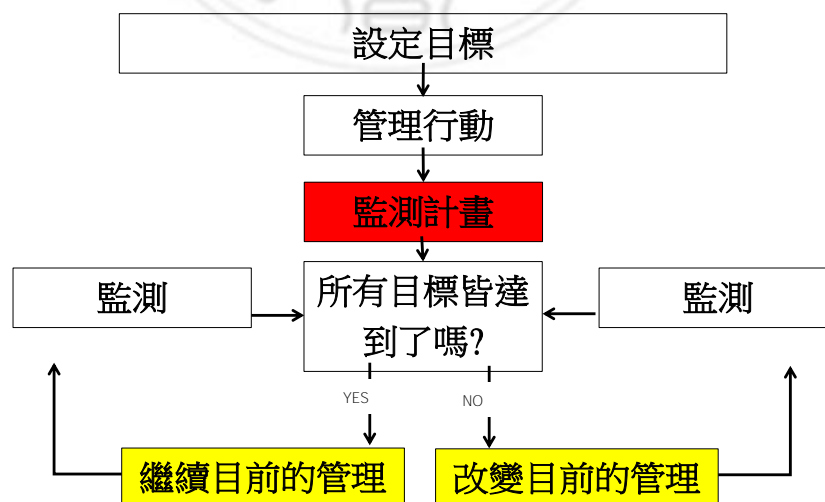 設定目標
管理行動
監測計畫
監測
所有目標皆達
到了嗎?
監測
YES
NO
繼續目前的管理
改變目前的管理